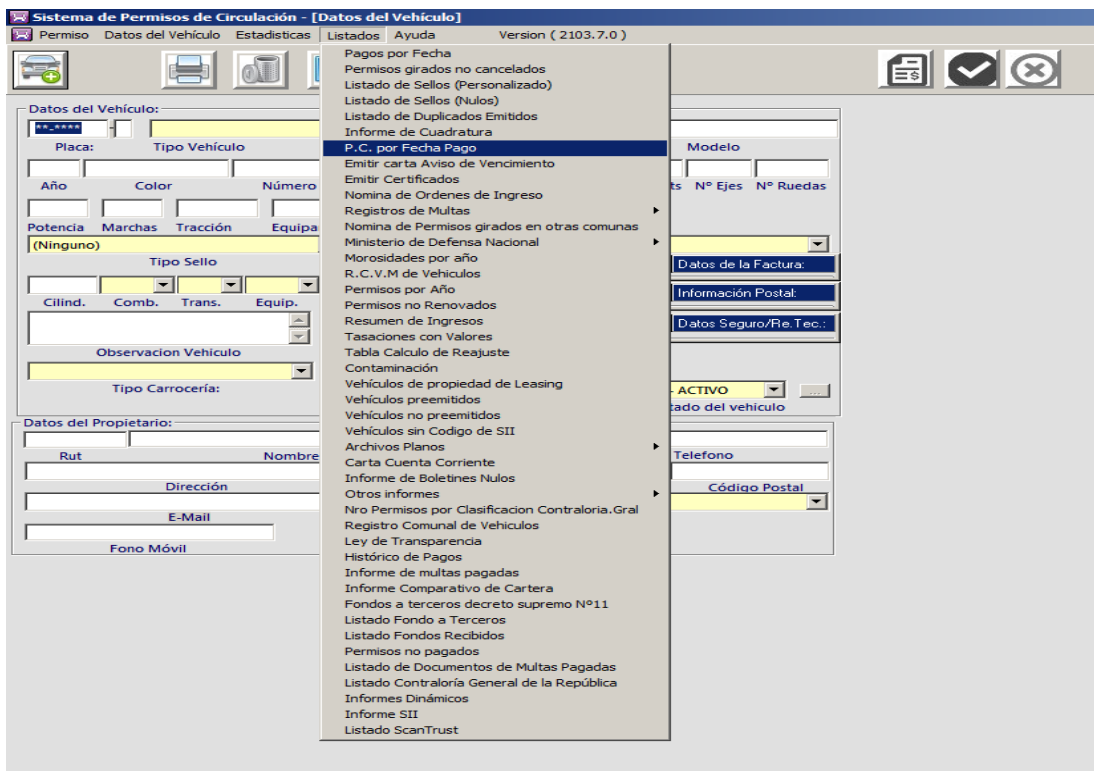 Sistema de Permisos de Circulación - [Datos del Vehículo]
Permiso Datos del Vehículo Estadisticas Listados Ayuda Version ( 2103.7.0 )
Pagos por Fecha
Permisos girados no cancelados
Listado de Sellos (Personalizado)
Listado de Sellos (Nulos)
Listado de Duplicados Emitidos
Informe de Cuadratura
P.C. por Fecha Pago
Emitir carta Aviso de Vencimiento
Emitir Certificados
Nomina de Ordenes de Ingreso
Registros de Multas
Nomina de Permisos girados en otras comunas
Ministerio de Defensa Nacional
Morosidades por año
R.C.V.M de Vehiculos
Permisos por Año
Permisos no Renovados
Resumen de Ingresos
Tasaciones con Valores
Tabla Calculo de Reajuste
Contaminación
Vehículos de propiedad de Leasing
Vehículos preemitidos
Vehículos no preemitidos
Vehículos sin Codigo de SII
Archivos Planos
Carta Cuenta Corriente
Informe de Boletines Nulos
Otros informes
Nro Permisos por Clasificacion Contraloria.Gral
Registro Comunal de Vehiculos
Ley de Transparencia
Histórico de Pagos
Informe de multas pagadas
Informe Comparativo de Cartera
Fondos a terceros decreto supremo Nº11
Listado Fondo a Terceros
Listado Fondos Recibidos
Permisos no pagados
Listado de Documentos de Multas Pagadas
Listado Contraloría General de la República
Informes Dinámicos
Informe SII
Listado ScanTrust
Datos del Vehículo:
**-**** -
Placa: Tipo Vehículo Modelo
Año Color Número ts Nº Ejes Nº Ruedas
Potencia Marchas Tracción Equipa
(Ninguno)
Tipo Sello
Datos de la Factura:
Información Postal:
Cilind. Comb. Trans. Equip.
Datos Seguro/Re.Tec.:
Observacion Vehiculo
- ACTIVO ...
Tipo Carrocería: tado del vehículo
Datos del Propietario:
Rut Nombre Telefono
Dirección Código Postal
E-Mail
Fono Móvil